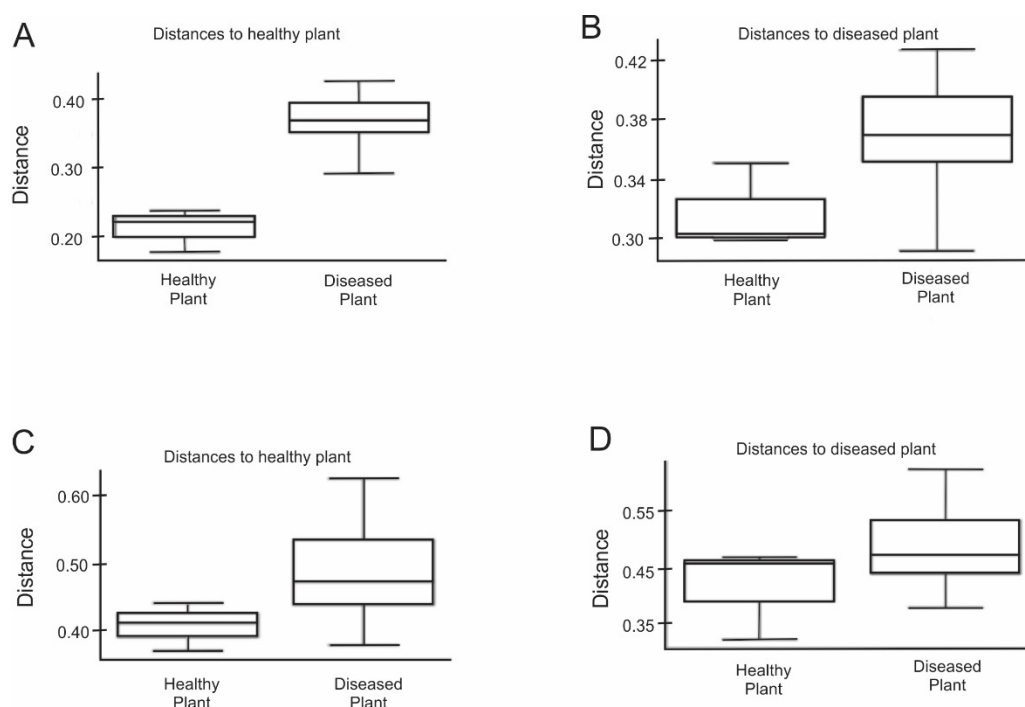 A
Distances to healthy plant
Distance
0.40
0.30
0.20
Healthy
Plant
Diseased
Plant
B
Distances to diseased plant
Distance
0.42
0.38
0.34
0.30
Healthy
Plant
Diseased
Plant
C
Distances to healthy plant
Distance
0.60
0.50
0.40
Healthy
Plant
Diseased
Plant
D
Distances to diseased plant
Distance
0.55
0.45
0.35
Healthy
Plant
Diseased
Plant